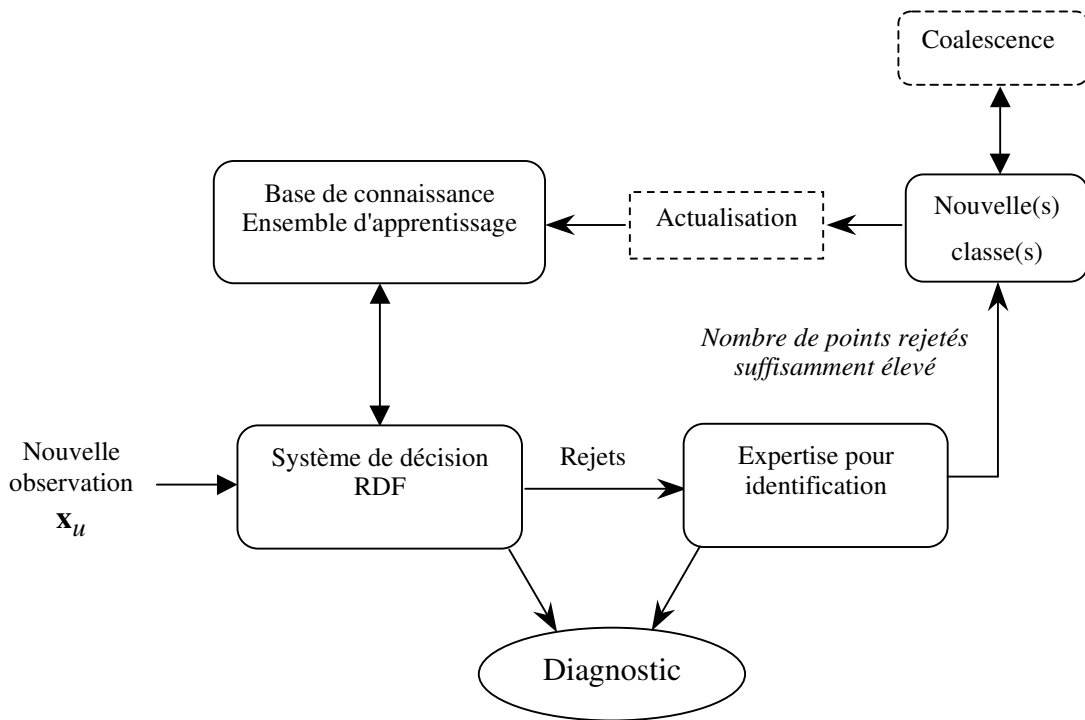 Coalescence
Base de connaissance
Ensemble d'apprentissage
Actualisation
Nouvelle(s)
classe(s)
Nombre de points rejetés
suffisamment élevé
Nouvelle
observation
x_u
Système de décision
RDF
Rejets
Expertise pour
identification
Diagnostic